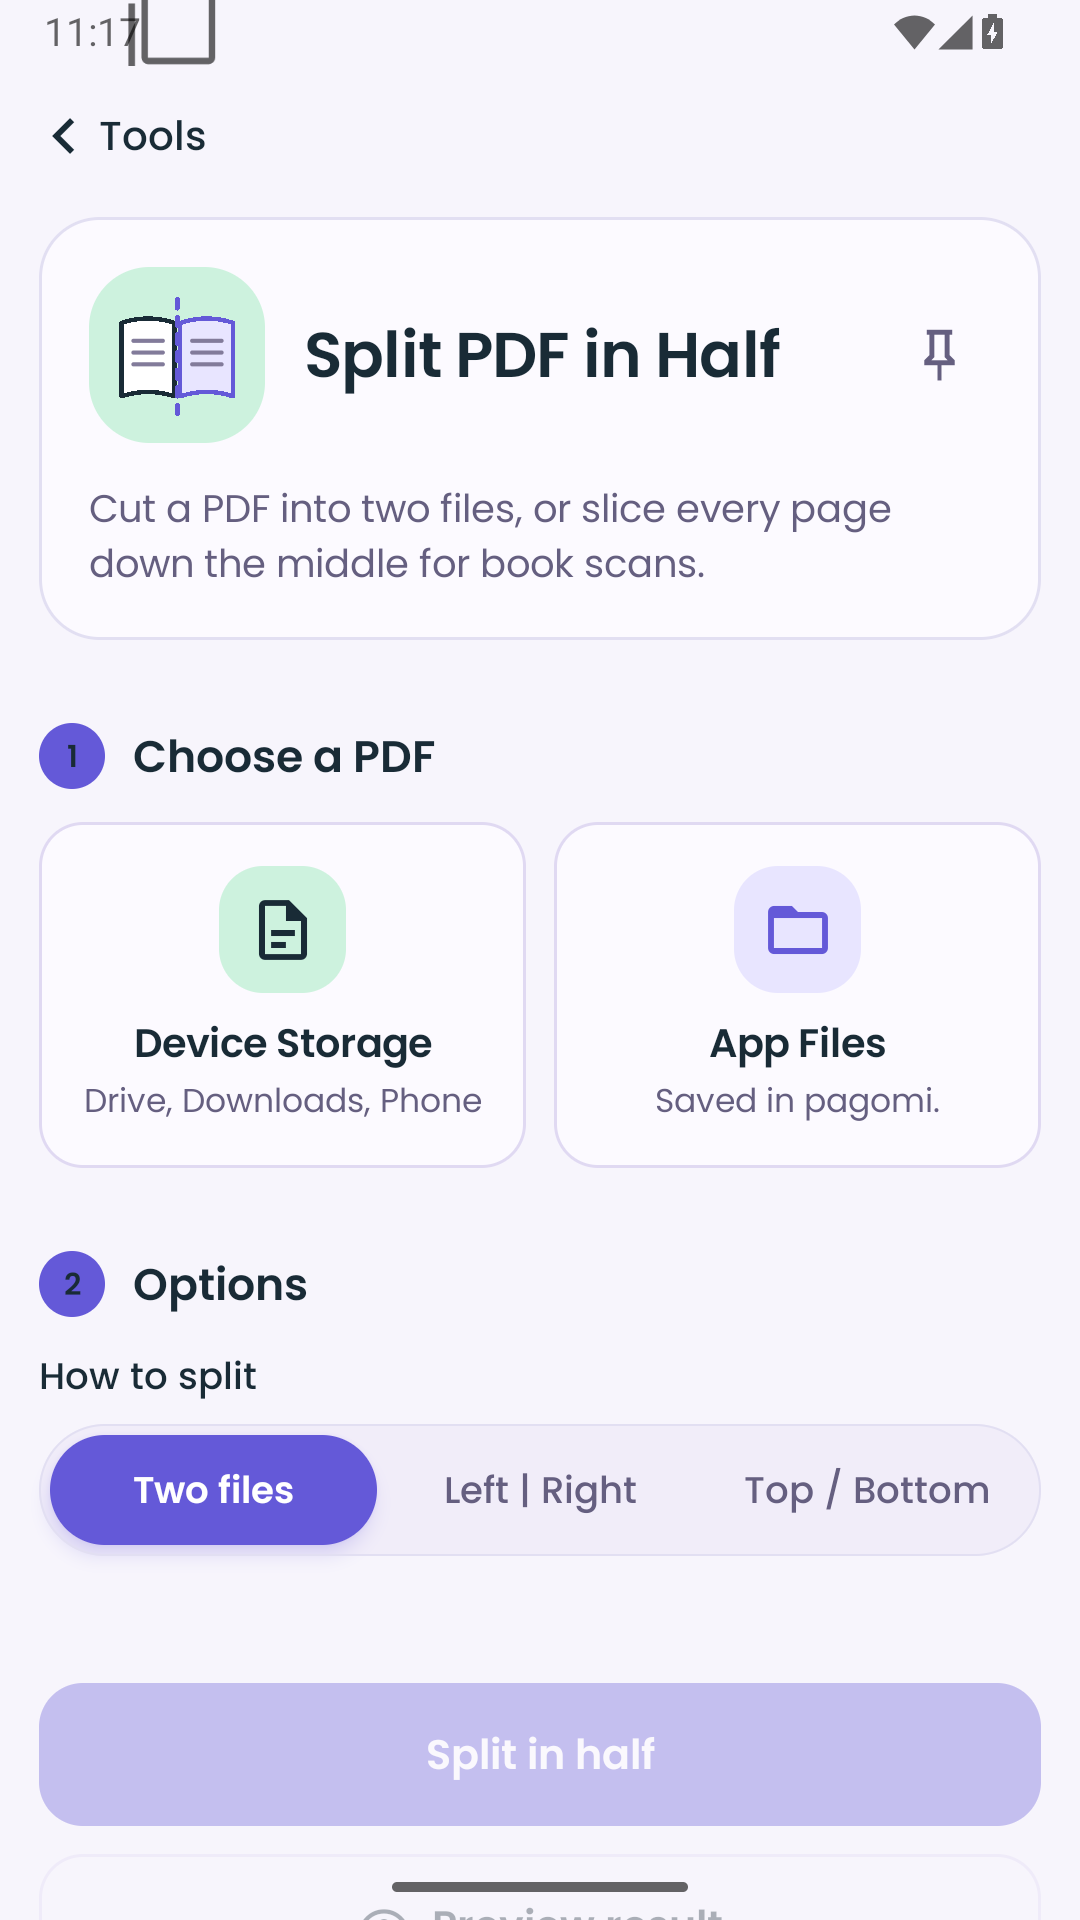 11:17
Tools
Split PDF in Half
Cut a PDF into two files, or slice every page
down the middle for book scans.
1 Choose a PDF
Device Storage
Drive, Downloads, Phone
App Files
Saved in pagomi.
2 Options
How to split
Two files
Left | Right
Top / Bottom
Split in half
Preview result